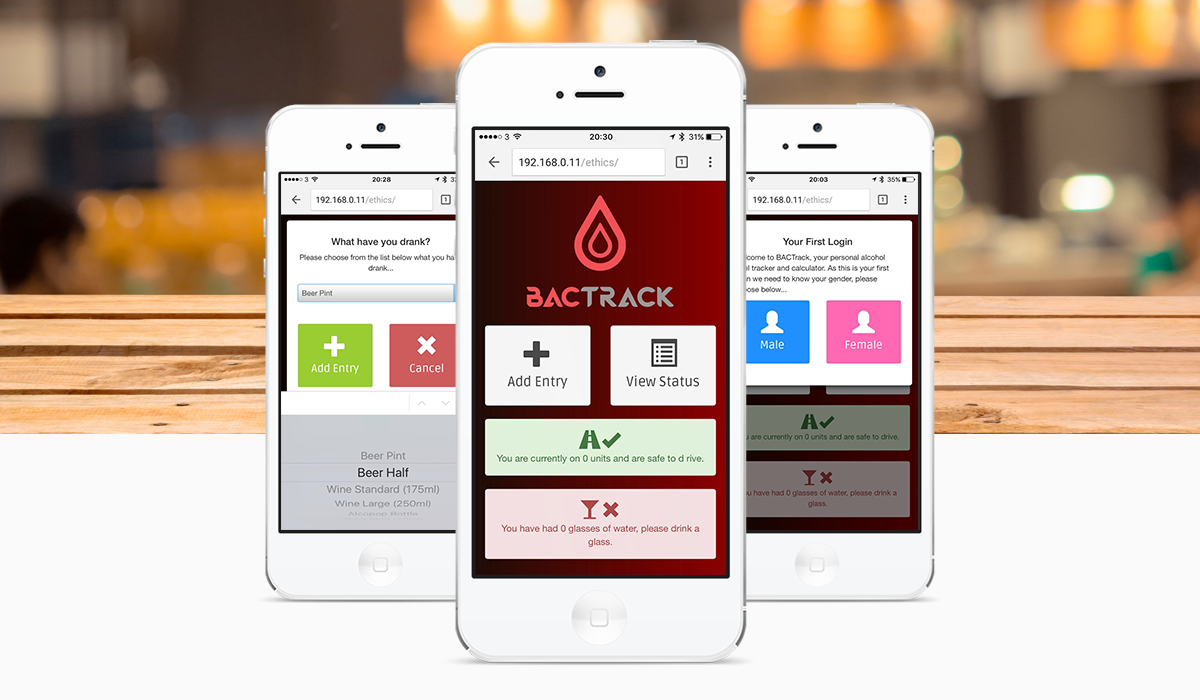 20:28
3
192.168.0.11/ethics/
1
What have you drank?
Please choose from the list below what you ha
drank...
Beer Pint
Add Entry
Cancel
Beer Pint
Beer Half
Wine Standard (175ml)
Wine Large (250ml)
Alcopop Bottle
3
20:30
31%
192.168.0.11/ethics/
1
BACTRACK
Add Entry
View Status
You are currently on 0 units and are safe to d rive.
You have had 0 glasses of water, please drink a
glass.
20:03
35%
192.168.0.11/ethics/
1
Your First Login
come to BACTrack, your personal alcohol
l tracker and calculator. As this is your first
n we need to know your gender, please
ose below...
Male
Female
u are currently on 0 units and are safe to drive.
u have had 0 glasses of water, please drink a
glass.